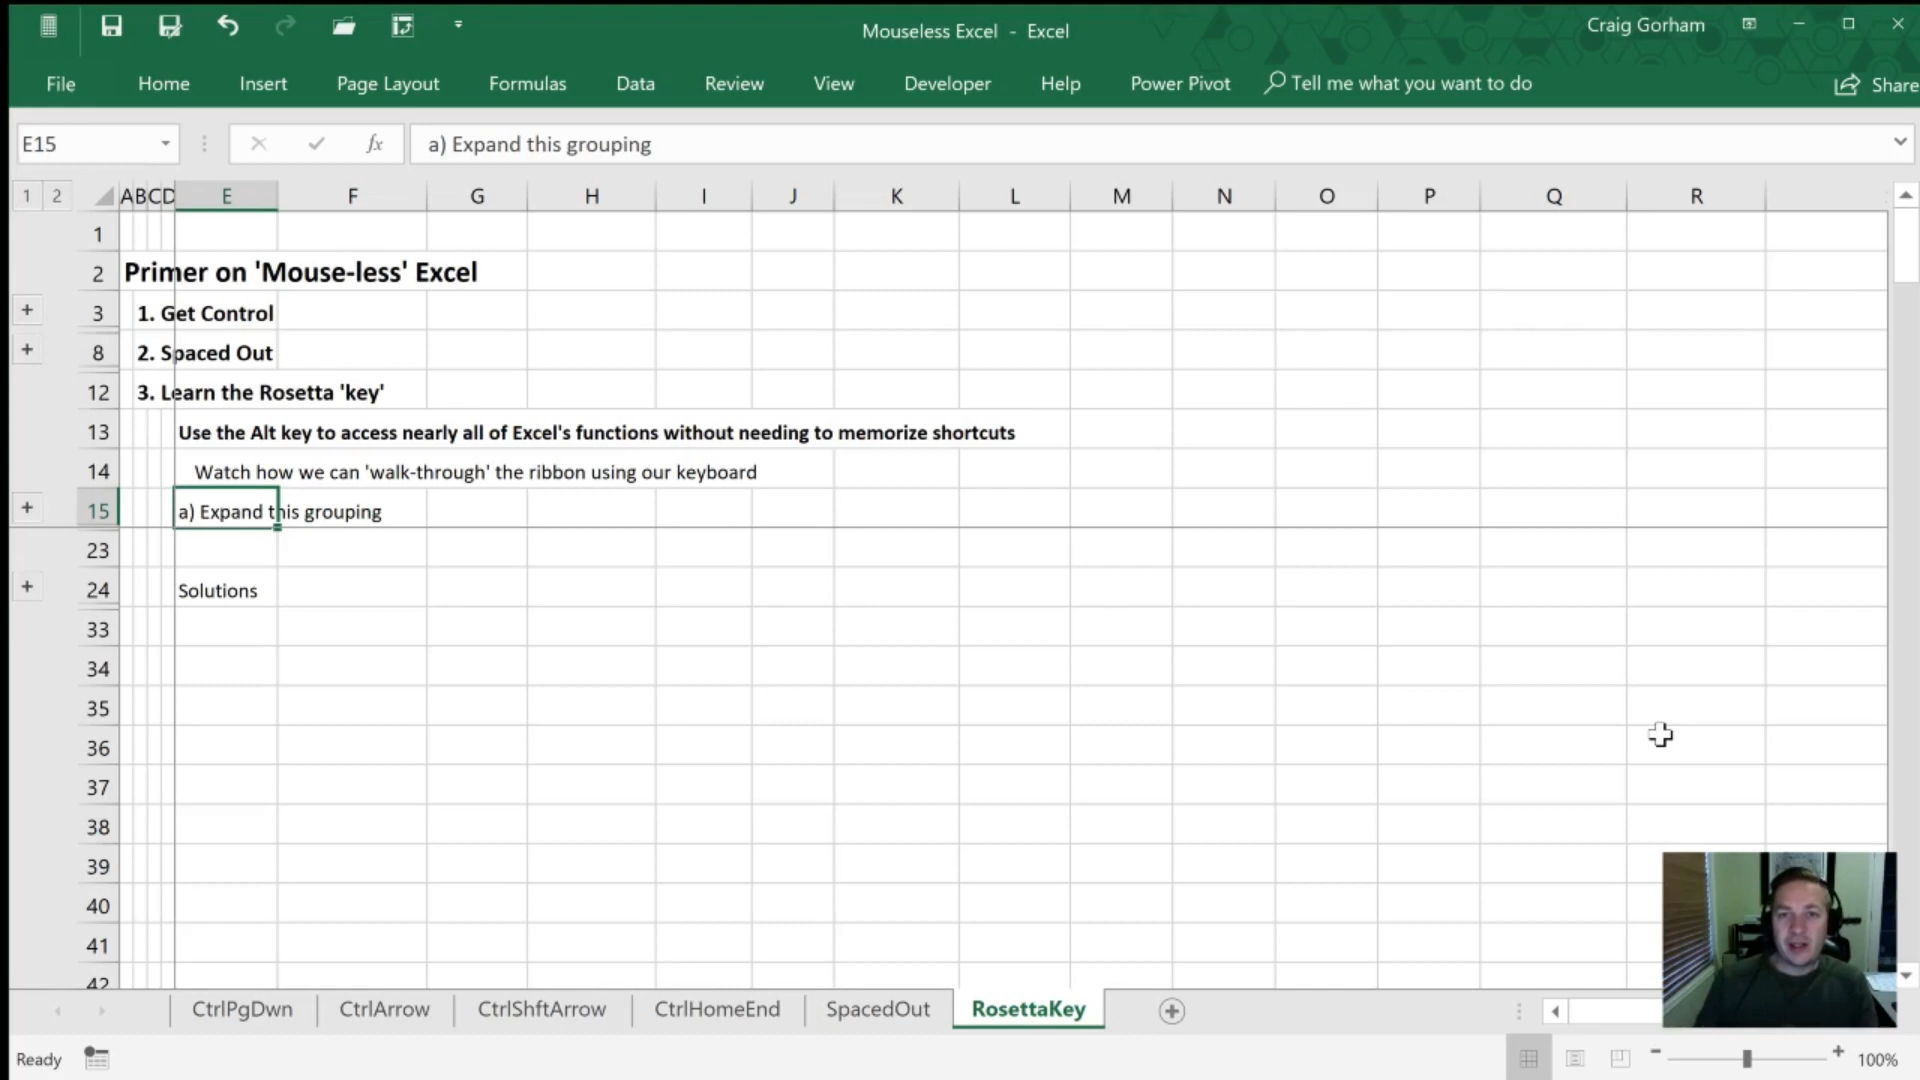 Mouseless Excel - Excel
Craig Gorham
File Home Insert Page Layout Formulas Data Review View Developer Help Power Pivot Tell me what you want to do Share
E15 fx a) Expand this grouping
1 2 A B C D E F G H I J K L M N O P Q R
1
2 Primer on 'Mouse-less' Excel
3 1. Get Control
8 2. Spaced Out
12 3. Learn the Rosetta 'key'
13 Use the Alt key to access nearly all of Excel's functions without needing to memorize shortcuts
14 Watch how we can 'walk-through' the ribbon using our keyboard
15 a) Expand this grouping
23
24 Solutions
33
34
35
36
37
38
39
40
41
42
CtrlPgDwn CtrlArrow CtrlShftArrow CtrlHomeEnd SpacedOut RosettaKey
Ready 100%